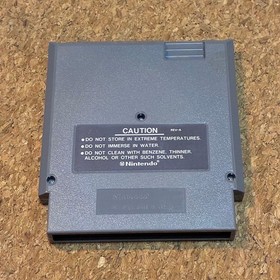 CAUTION REV-A
● DO NOT STORE IN EXTREME TEMPERATURES.
● DO NOT IMMERSE IN WATER.
● DO NOT CLEAN WITH BENZENE, THINNER,
ALCOHOL OR OTHER SUCH SOLVENTS.
Nintendo